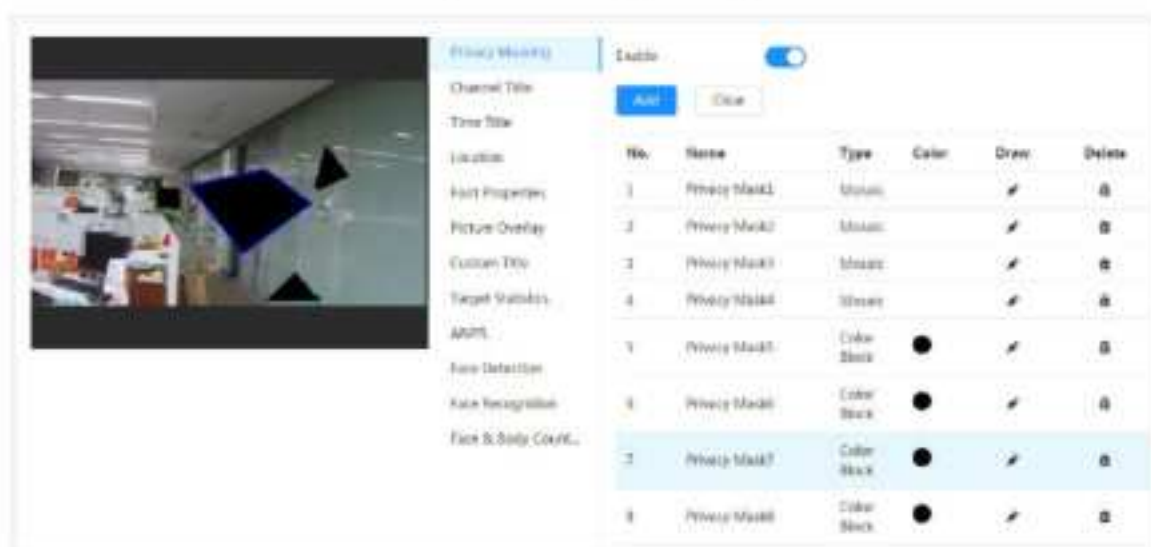 Privacy Masking
Enable
Channel Title
Add
Clear
Time Title
Location
No. Name Type Color Draw Delete
Font Properties
1 Privacy Mask1 Mosaic
Picture Overlay
2 Privacy Mask2 Mosaic
Custom Title
3 Privacy Mask3 Mosaic
Target Statistics
4 Privacy Mask4 Mosaic
ANPR
5 Privacy Mask5 Color Block
Face Detection
Face Recognition
6 Privacy Mask6 Color Block
Face & Body Count...
7 Privacy Mask7 Color Block
8 Privacy Mask8 Color Block